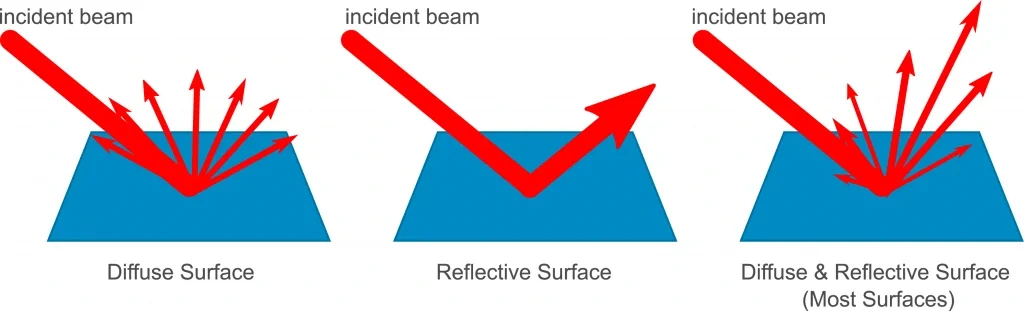 incident beam
incident beam
incident beam
Diffuse Surface
Reflective Surface
Diffuse & Reflective Surface
(Most Surfaces)